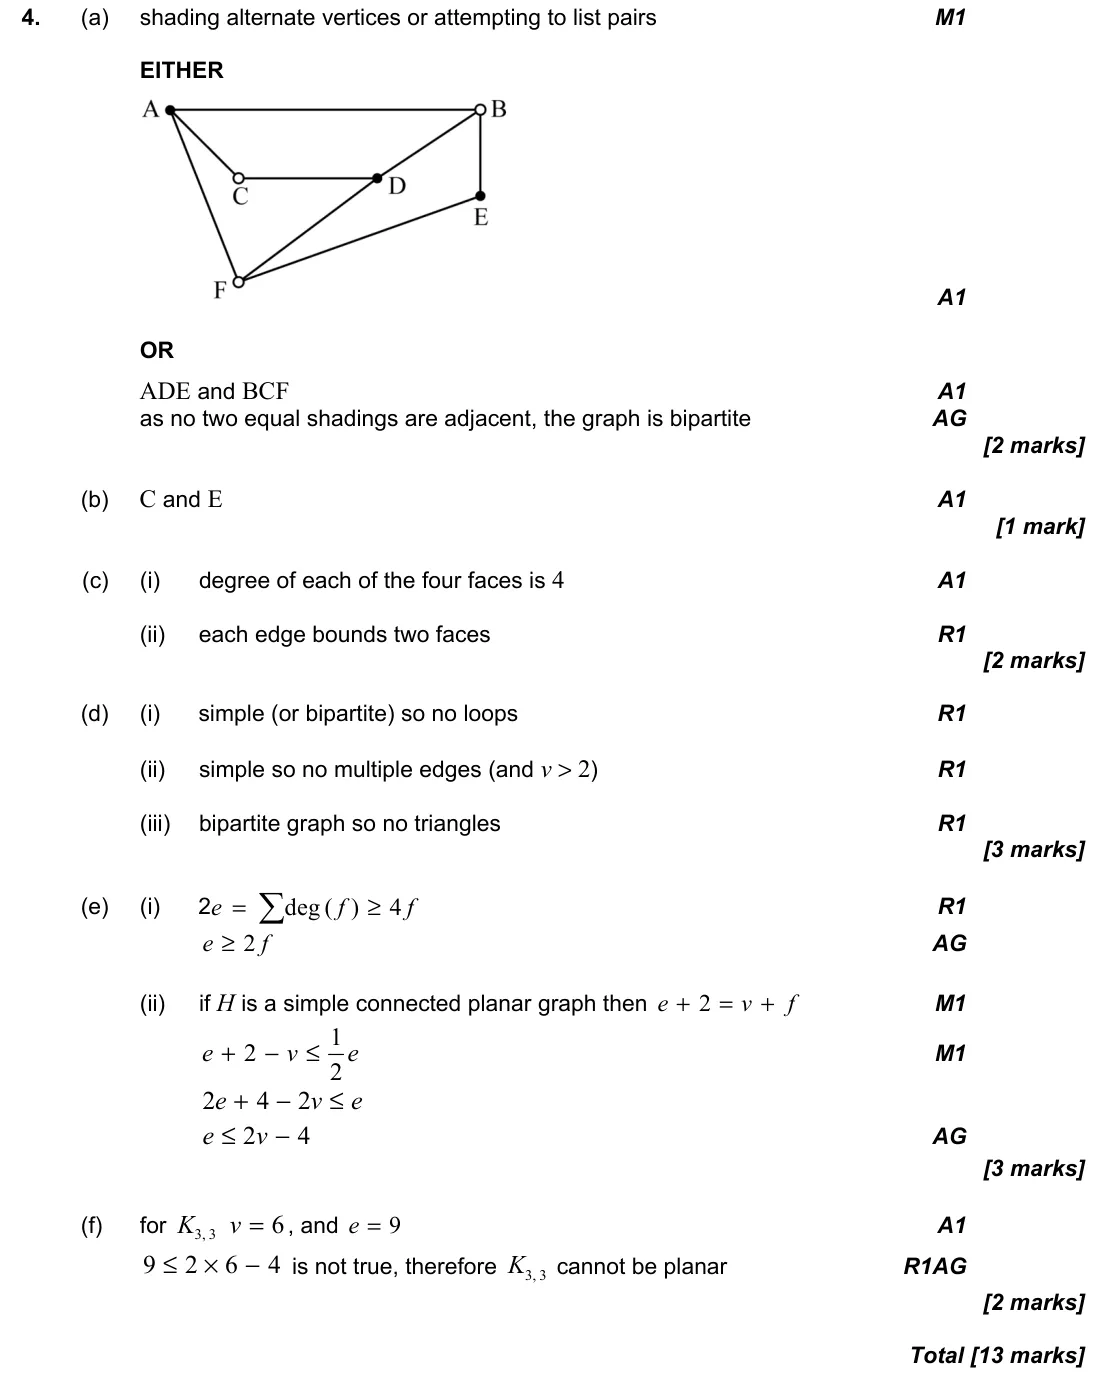 4. (a) shading alternate vertices or attempting to list pairs M1
EITHER
A B
C D
E
F
A1
OR
ADE and BCF A1
as no two equal shadings are adjacent, the graph is bipartite AG
[2 marks]
(b) C and E A1
[1 mark]
(c) (i) degree of each of the four faces is 4 A1
(ii) each edge bounds two faces R1
[2 marks]
(d) (i) simple (or bipartite) so no loops R1
(ii) simple so no multiple edges (and v > 2) R1
(iii) bipartite graph so no triangles R1
[3 marks]
(e) (i) 2e = ∑deg(f) ≥ 4f R1
e ≥ 2f AG
(ii) if H is a simple connected planar graph then e + 2 = v + f M1
e + 2 − v ≤ 1/2 e M1
2e + 4 − 2v ≤ e
e ≤ 2v − 4 AG
[3 marks]
(f) for K₃,₃ v = 6, and e = 9 A1
9 ≤ 2 × 6 − 4 is not true, therefore K₃,₃ cannot be planar R1AG
[2 marks]
Total [13 marks]